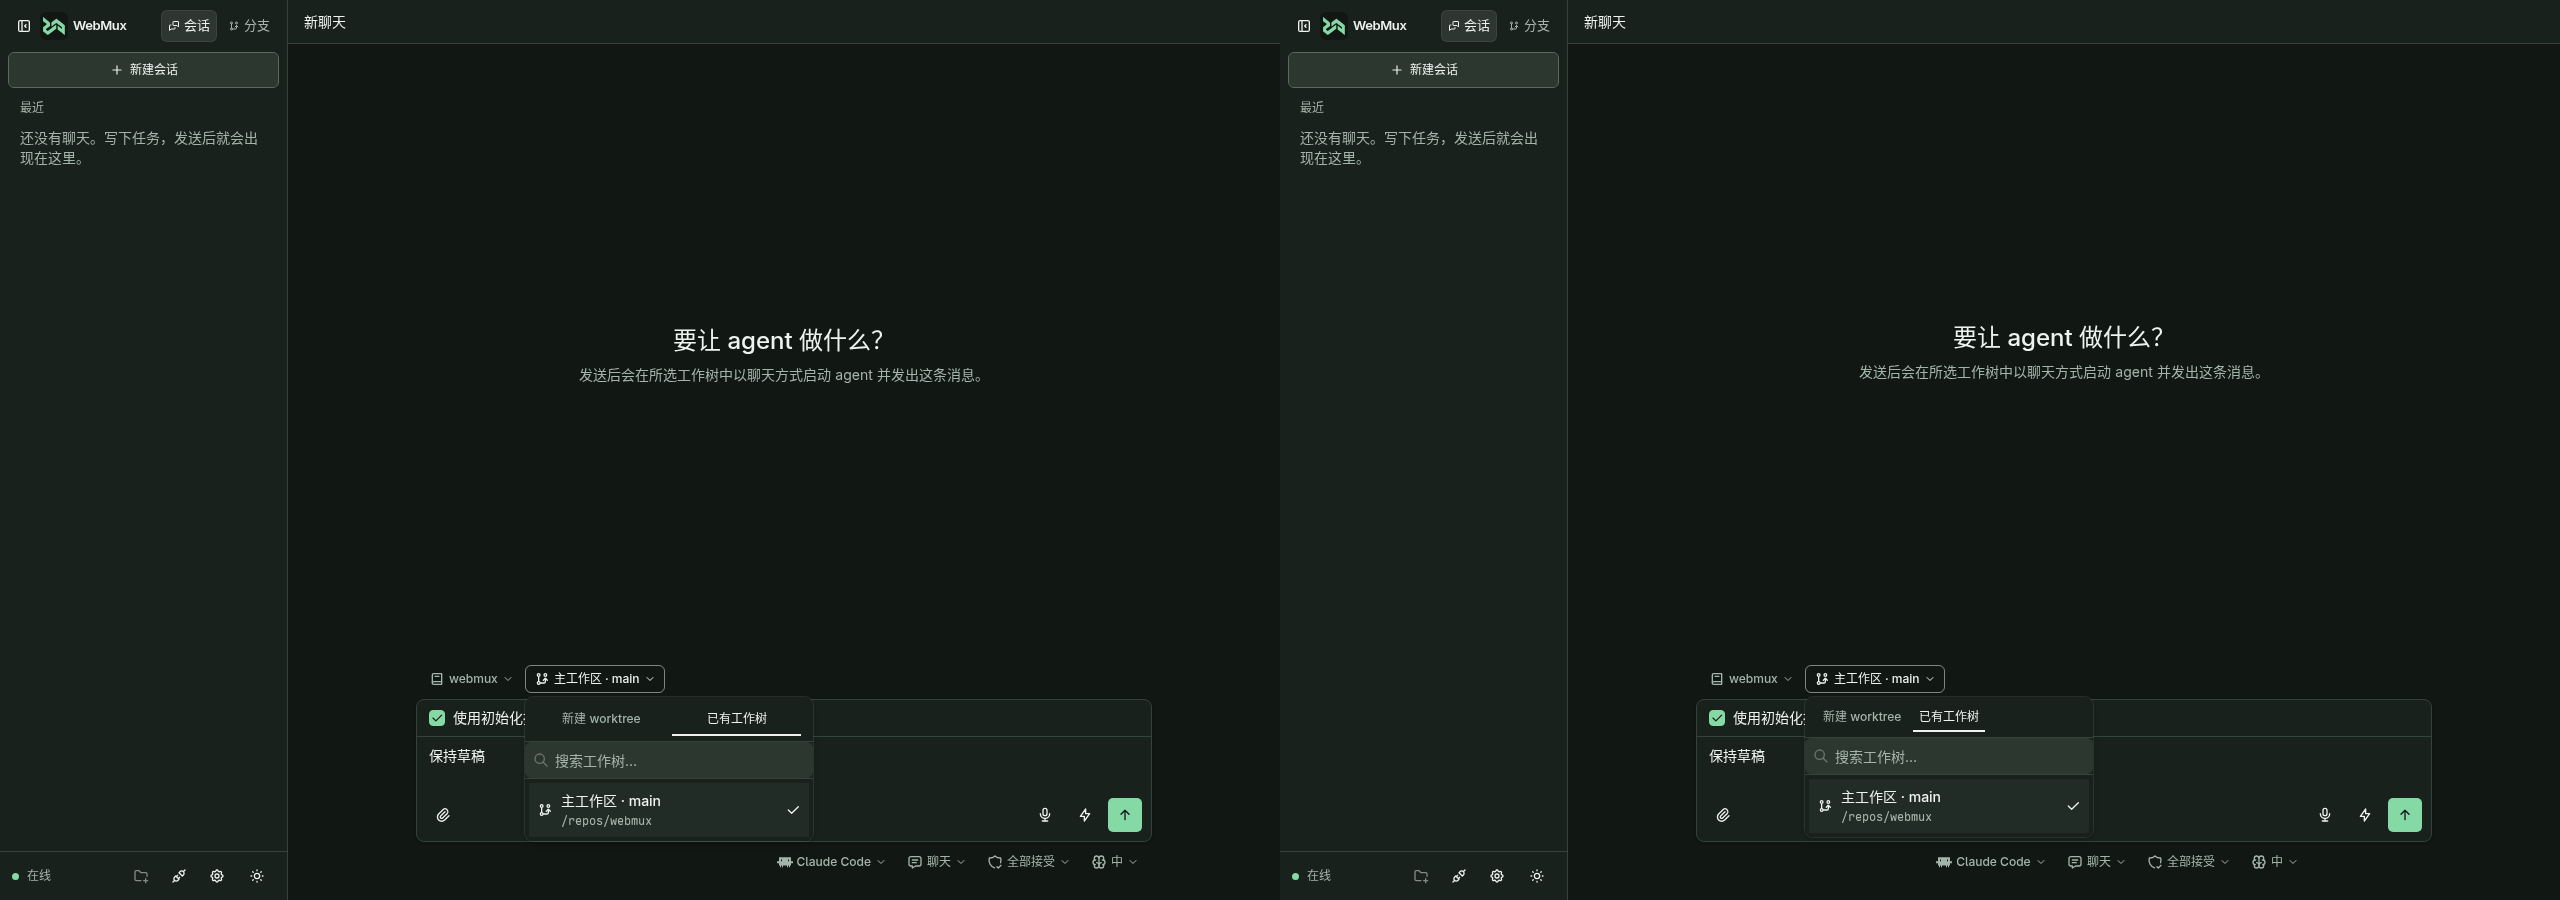 WebMux
会话
分支
新聊天
新建会话
最近
还没有聊天。写下任务，发送后就会出
现在这里。
要让 agent 做什么？
发送后会在所选工作树中以聊天方式启动 agent 并发出这条消息。
webmux
主工作区 · main
使用初始化
新建 worktree
已有工作树
保持草稿
搜索工作树...
主工作区 · main
/repos/webmux
Claude Code
聊天
全部接受
中
在线
WebMux
会话
分支
新聊天
新建会话
最近
还没有聊天。写下任务，发送后就会出
现在这里。
要让 agent 做什么？
发送后会在所选工作树中以聊天方式启动 agent 并发出这条消息。
webmux
主工作区 · main
使用初始化
新建 worktree
已有工作树
保持草稿
搜索工作树...
主工作区 · main
/repos/webmux
Claude Code
聊天
全部接受
中
在线